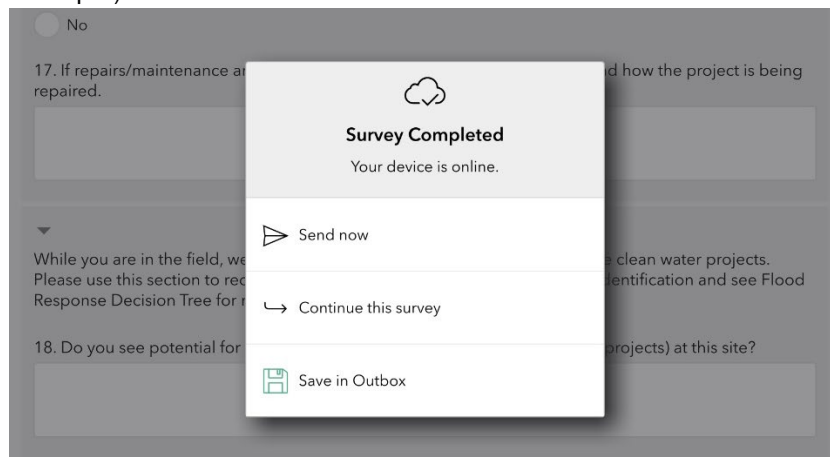 No
17. If repairs/maintenance are d how the project is being
repaired.
Survey Completed
Your device is online.
Send now
While you are in the field, we clean water projects.
Please use this section to dentification and see Flood
Response Decision Tree for
Continue this survey
18. Do you see potential for projects) at this site?
Save in Outbox